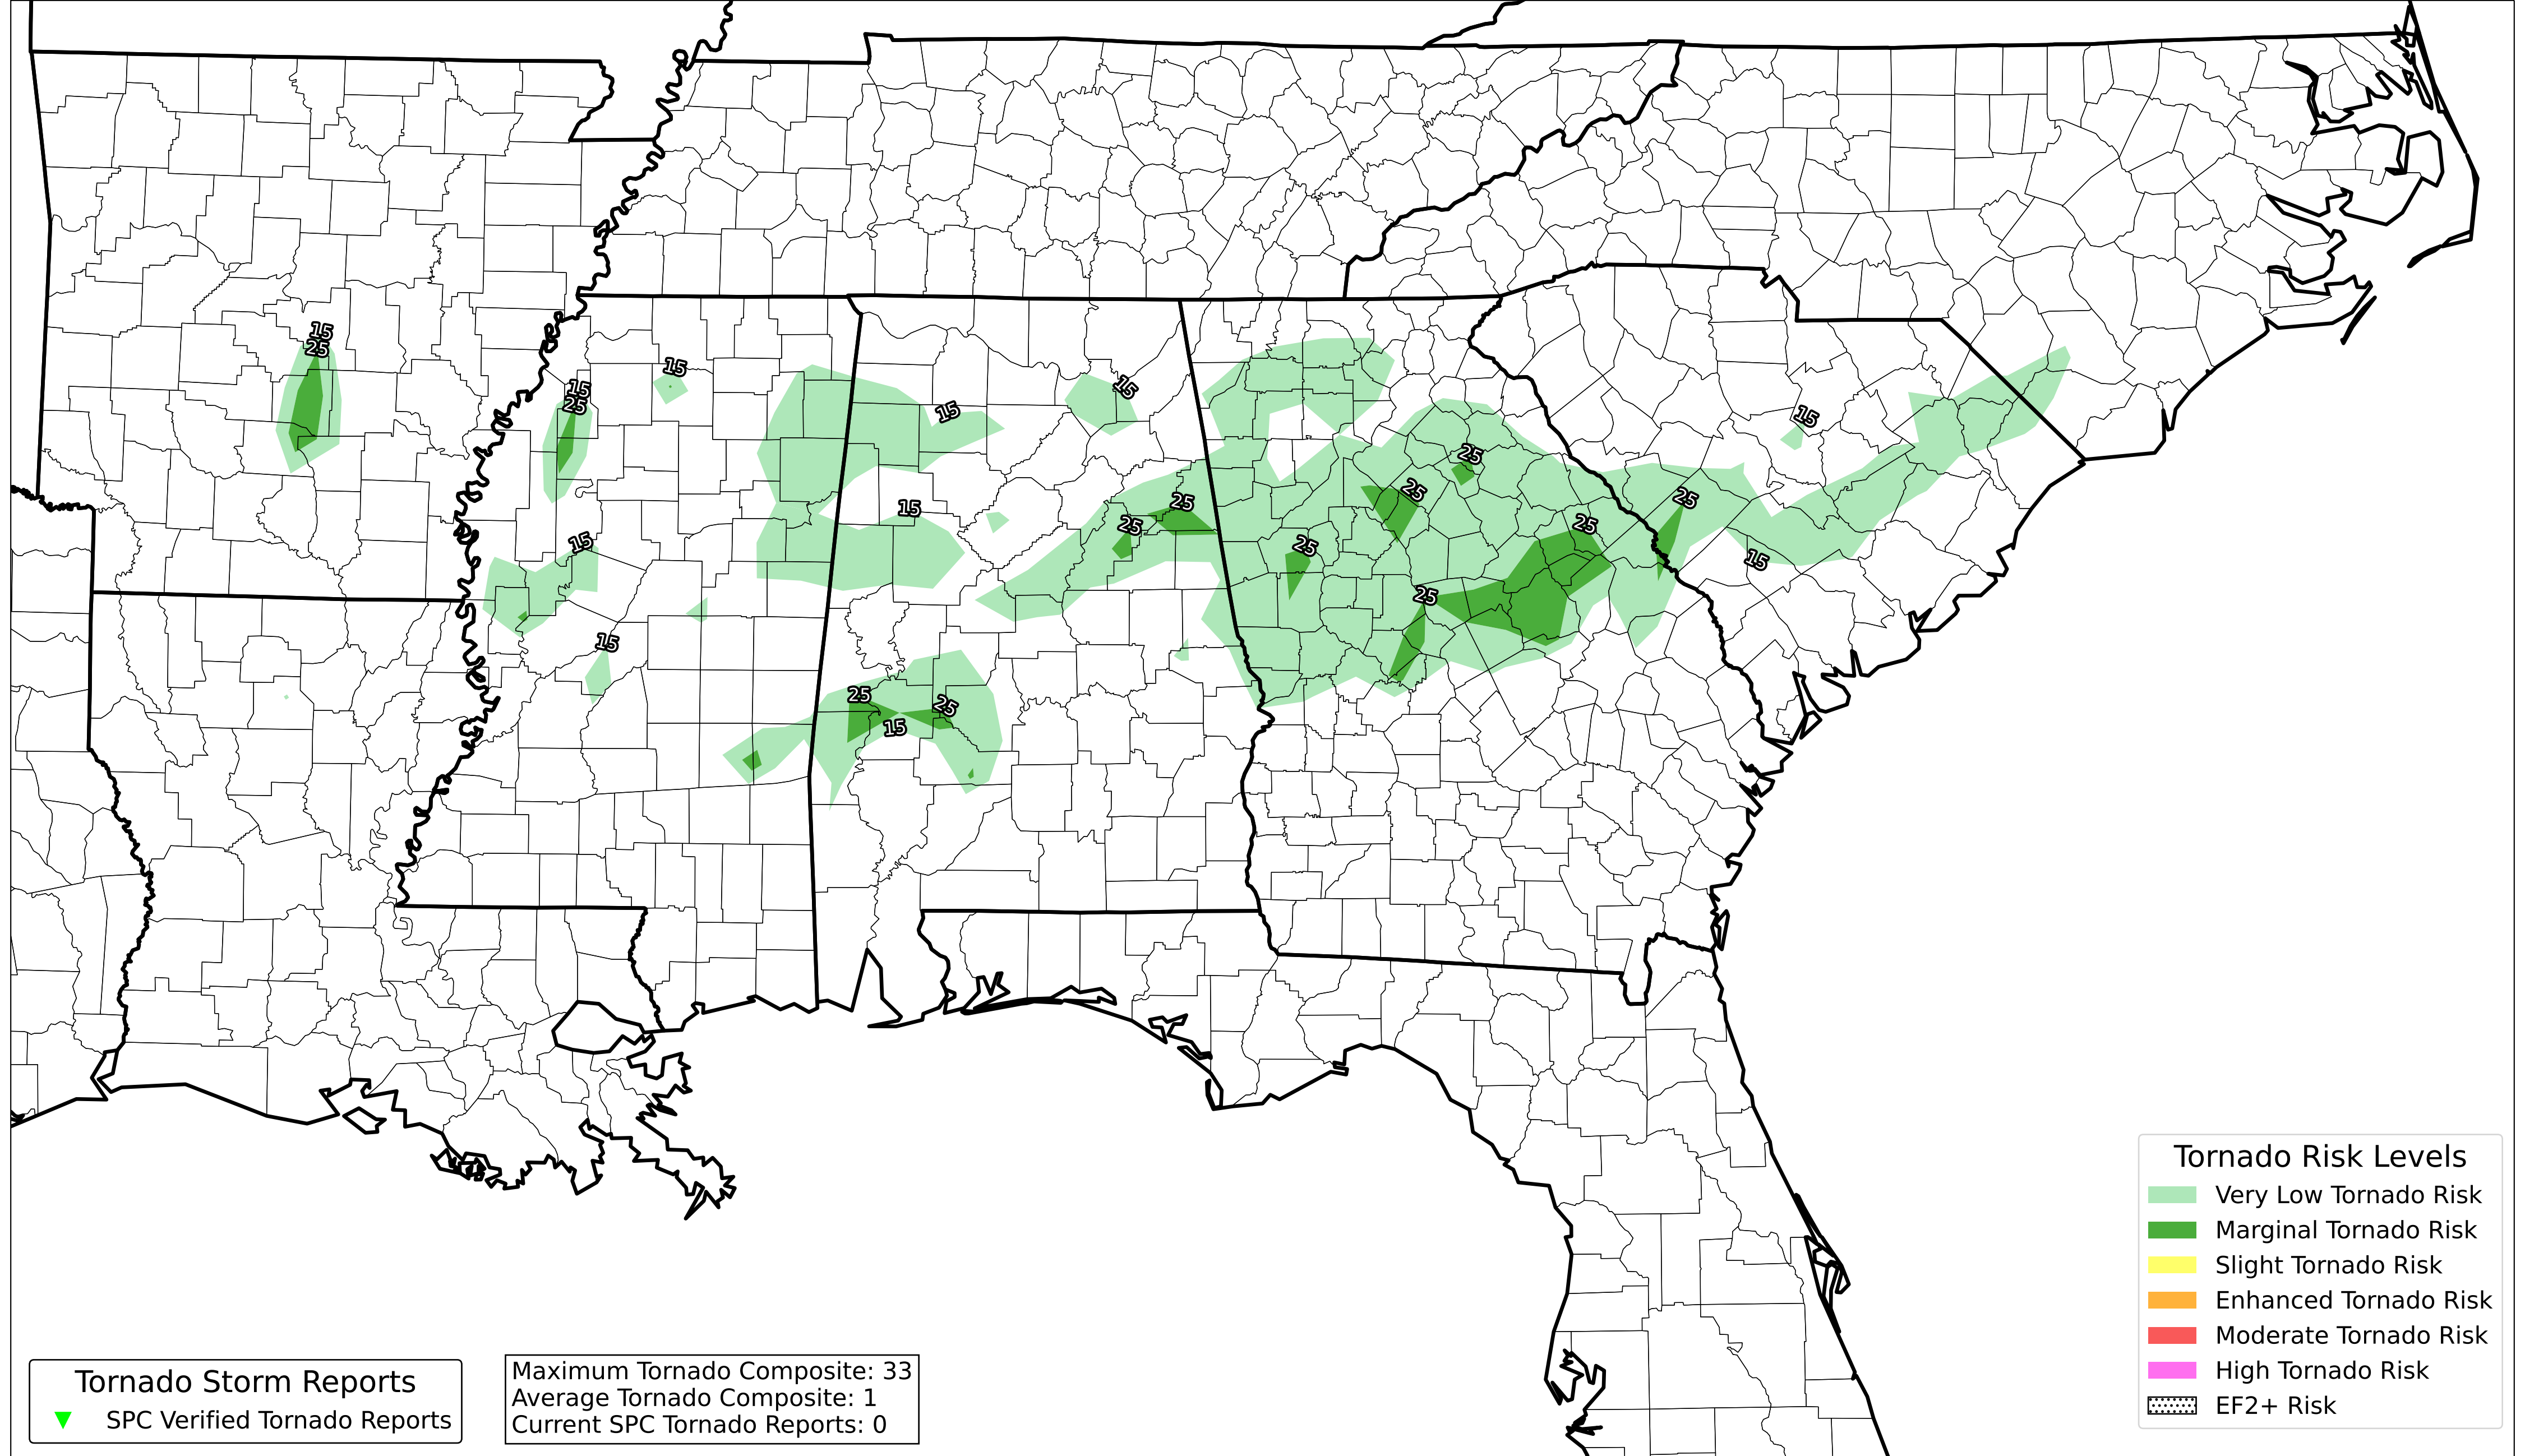 15
25
15
15
25
15
15
15
25
15
15
25
25
25
15
25
25
25
15
15
25
25
15
25
25
15
Tornado Risk Levels
Very Low Tornado Risk
Marginal Tornado Risk
Slight Tornado Risk
Enhanced Tornado Risk
Moderate Tornado Risk
High Tornado Risk
EF2+ Risk
Tornado Storm Reports
SPC Verified Tornado Reports
Maximum Tornado Composite: 33
Average Tornado Composite: 1
Current SPC Tornado Reports: 0